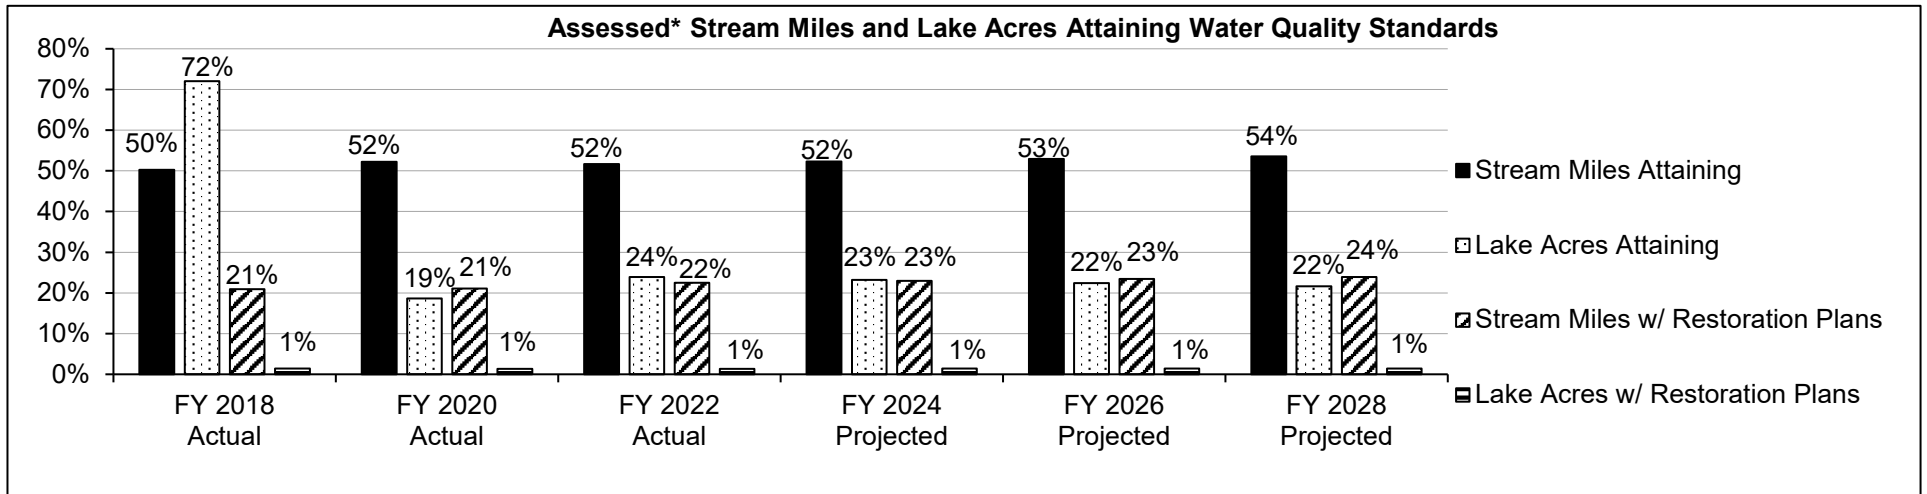 Assessed* Stream Miles and Lake Acres Attaining Water Quality Standards
80%
70%
60%
50%
40%
30%
20%
10%
0%
50%
72%
21%
1%
52%
19%
21%
1%
52%
24%
22%
1%
52%
23%
23%
1%
53%
22%
23%
1%
54%
22%
24%
1%
FY 2018
Actual
FY 2020
Actual
FY 2022
Actual
FY 2024
Projected
FY 2026
Projected
FY 2028
Projected
Stream Miles Attaining
Lake Acres Attaining
Stream Miles w/ Restoration Plans
Lake Acres w/ Restoration Plans